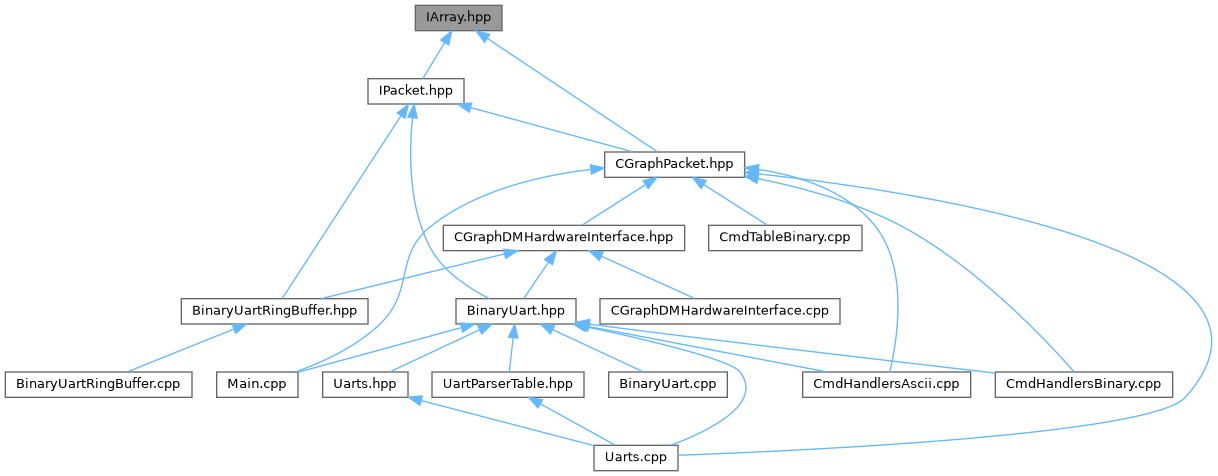 IArray.hpp
IPacket.hpp
CGraphPacket.hpp
CGraphDMHardwareInterface.hpp
CmdTableBinary.cpp
BinaryUartRingBuffer.hpp
BinaryUart.hpp
CGraphDMHardwareInterface.cpp
BinaryUartRingBuffer.cpp
Main.cpp
Uarts.hpp
UartParserTable.hpp
BinaryUart.cpp
CmdHandlersAscii.cpp
CmdHandlersBinary.cpp
Uarts.cpp